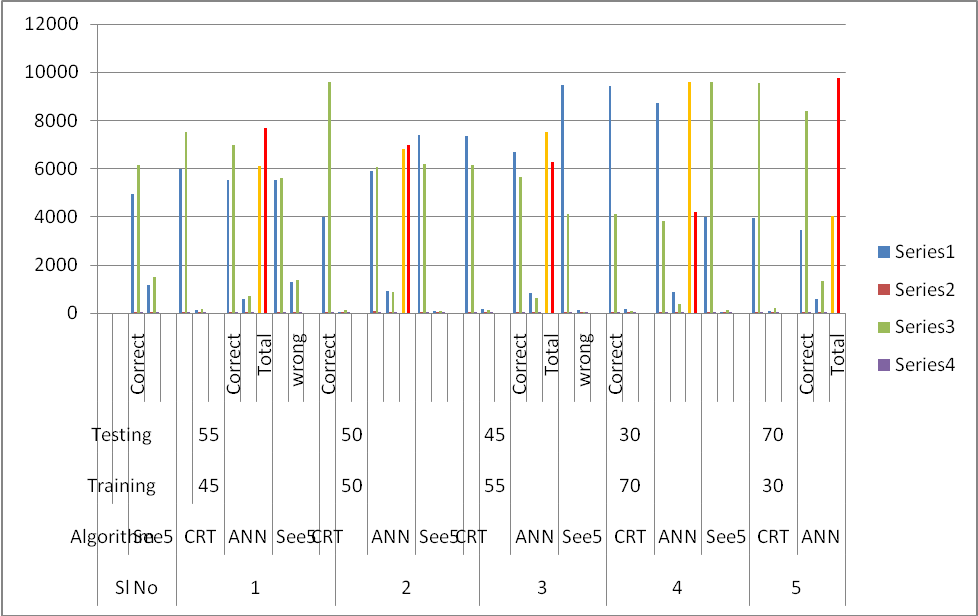 12000
10000
8000
6000
4000
2000
0
Series1
Series2
Series3
Series4
Correct Correct Total wrong Correct Correct Total wrong Correct Correct Total
Testing 55 50 45 30 70
Training 45 50 55 70 30
Algorithm See5 CRT ANN See5 CRT ANN See5 CRT ANN See5 CRT ANN See5 CRT ANN
Sl No 1 2 3 4 5